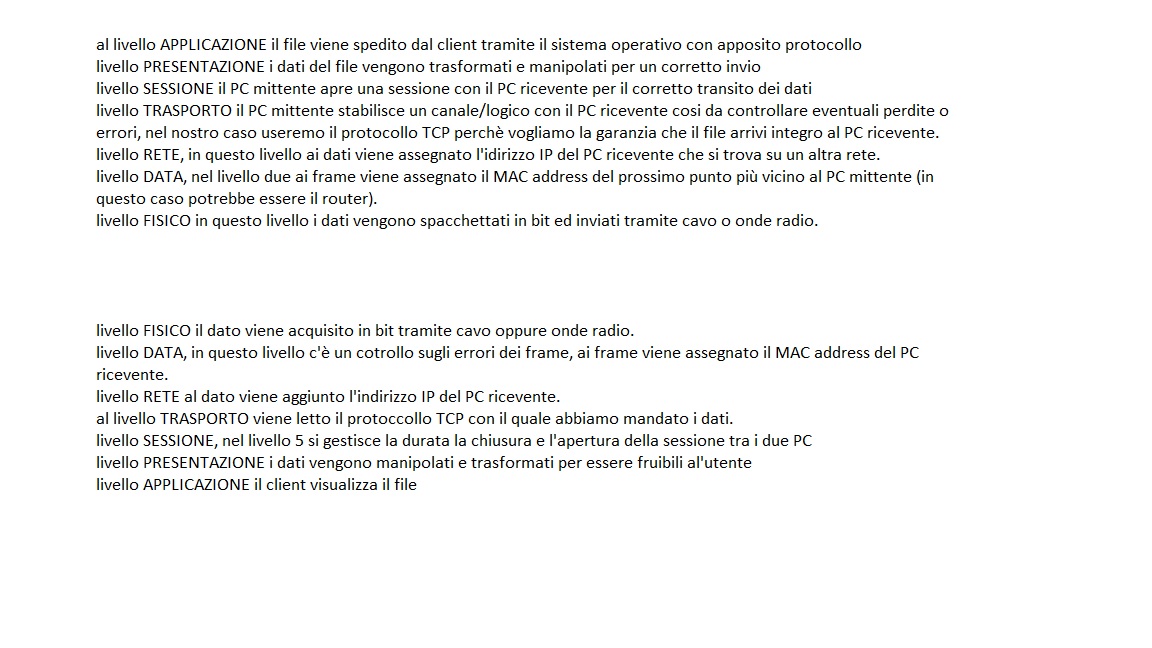 al livello APPLICAZIONE il file viene spedito dal client tramite il sistema operativo con apposito protocollo
livello PRESENTAZIONE i dati del file vengono trasformati e manipolati per un corretto invio
livello SESSIONE il PC mittente apre una sessione con il PC ricevente per il corretto transito dei dati
livello TRASPORTO il PC mittente stabilisce un canale/logico con il PC ricevente cosi da controllare eventuali perdite o
errori, nel nostro caso useremo il protocollo TCP perchè vogliamo la garanzia che il file arrivi integro al PC ricevente.
livello RETE, in questo livello ai dati viene assegnato l'idirizzo IP del PC ricevente che si trova su un altra rete.
livello DATA, nel livello due ai frame viene assegnato il MAC address del prossimo punto più vicino al PC mittente (in
questo caso potrebbe essere il router).
livello FISICO in questo livello i dati vengono spacchettati in bit ed inviati tramite cavo o onde radio.
livello FISICO il dato viene acquisito in bit tramite cavo oppure onde radio.
livello DATA, in questo livello c'è un cotrollo sugli errori dei frame, ai frame viene assegnato il MAC address del PC
ricevente.
livello RETE al dato viene aggiunto l'indirizzo IP del PC ricevente.
al livello TRASPORTO viene letto il protoccollo TCP con il quale abbiamo mandato i dati.
livello SESSIONE, nel livello 5 si gestisce la durata la chiusura e l'apertura della sessione tra i due PC
livello PRESENTAZIONE i dati vengono manipolati e trasformati per essere fruibili al'utente
livello APPLICAZIONE il client visualizza il file